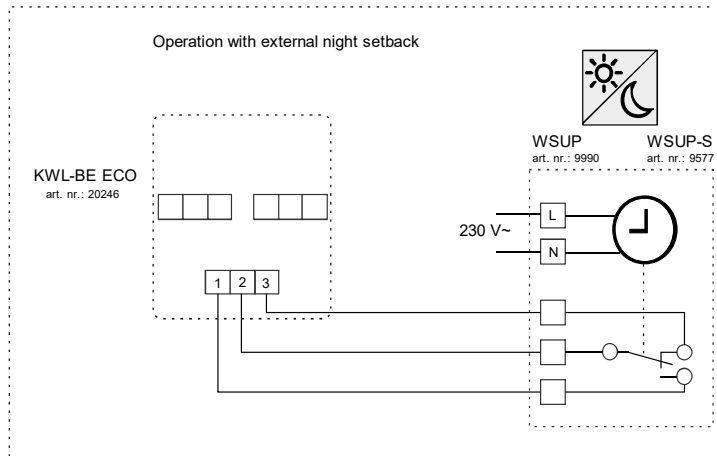 Operation with external night setback
WSUP WSUP-S
art. nr.: 9990 art. nr.: 9577
KWL-BE ECO
art. nr.: 20246
L
230 V~
N
1 2 3